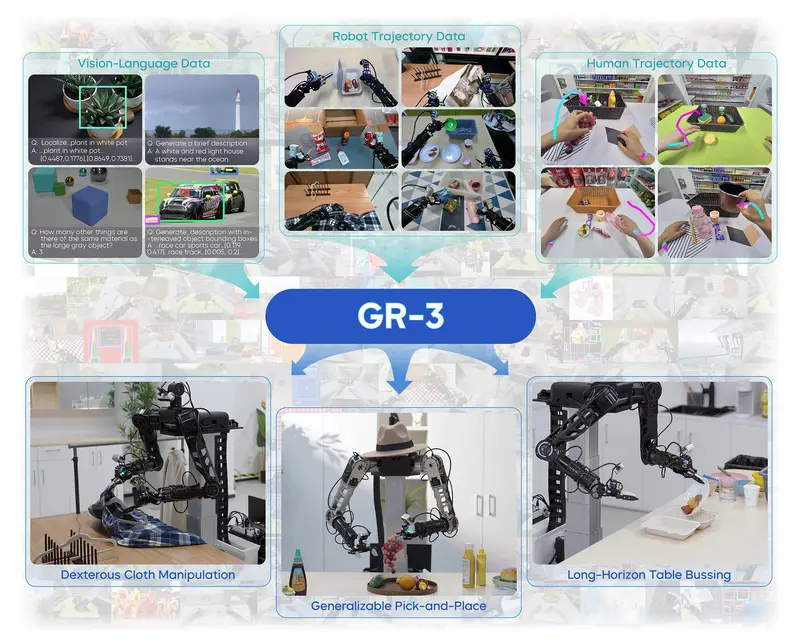 Robot Trajectory Data
Vision-Language Data
Human Trajectory Data
Q: Localize...plant in white pot
A: ...plant in white pot...
[0.4487,0.1776],[0.8649,0.7381]..
Q: Generate a brief description
A: A white and red light house
stands near the ocean.
Q: How many other things are
there of the same material as
the large gray object?
A: 3
Q: Generate, description with in-
terleaved object bounding boxes
A: ..race car sports car..[0.119,
0.417]; race track, [0.005, 0.2]..
GR-3
Dexterous Cloth Manipulation
Generalizable Pick-and-Place
Long-Horizon Table Bussing